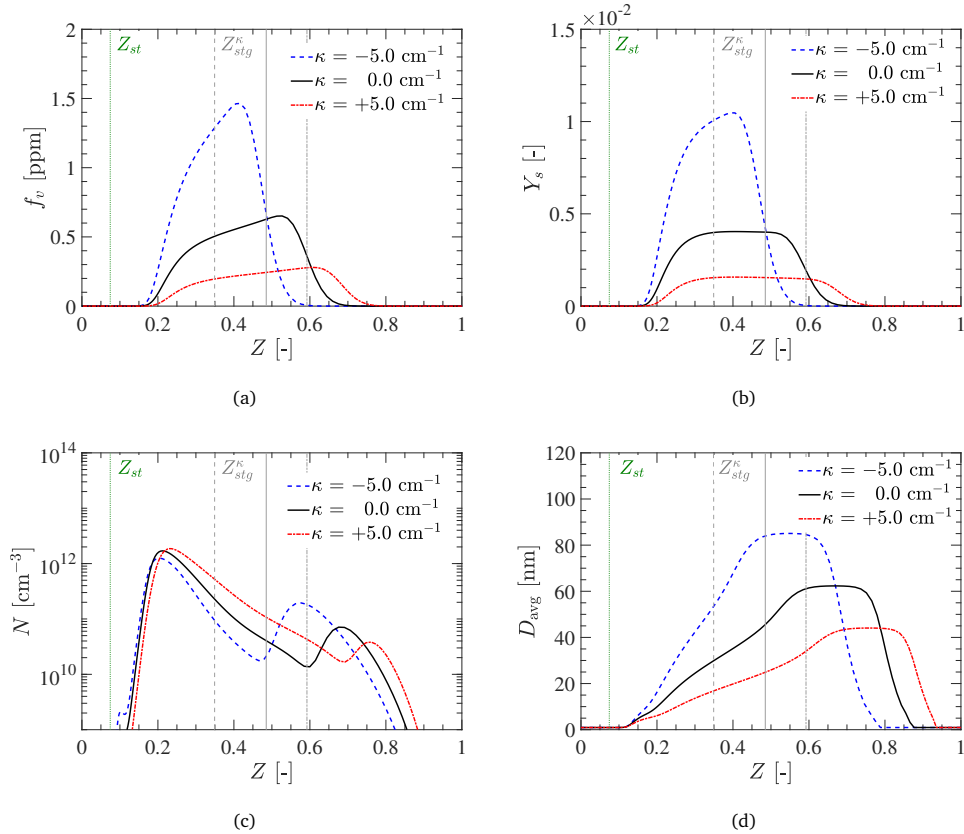 ×10⁻²
2
1.5
1
0.5
0
f_v [ppm]
Z_st
Z_stg^κ
κ = −5.0 cm⁻¹
κ = 0.0 cm⁻¹
κ = +5.0 cm⁻¹
0 0.2 0.4 0.6 0.8 1
Z [-]
(a)
1.5
1
0.5
0
Y_s [-]
Z_st
Z_stg^κ
κ = −5.0 cm⁻¹
κ = 0.0 cm⁻¹
κ = +5.0 cm⁻¹
0 0.2 0.4 0.6 0.8 1
Z [-]
(b)
10¹⁴
10¹²
10¹⁰
N [cm⁻³]
Z_st
Z_stg^κ
κ = −5.0 cm⁻¹
κ = 0.0 cm⁻¹
κ = +5.0 cm⁻¹
0 0.2 0.4 0.6 0.8 1
Z [-]
(c)
120
100
80
60
40
20
0
D_avg [nm]
Z_st
Z_stg^κ
κ = −5.0 cm⁻¹
κ = 0.0 cm⁻¹
κ = +5.0 cm⁻¹
0 0.2 0.4 0.6 0.8 1
Z [-]
(d)